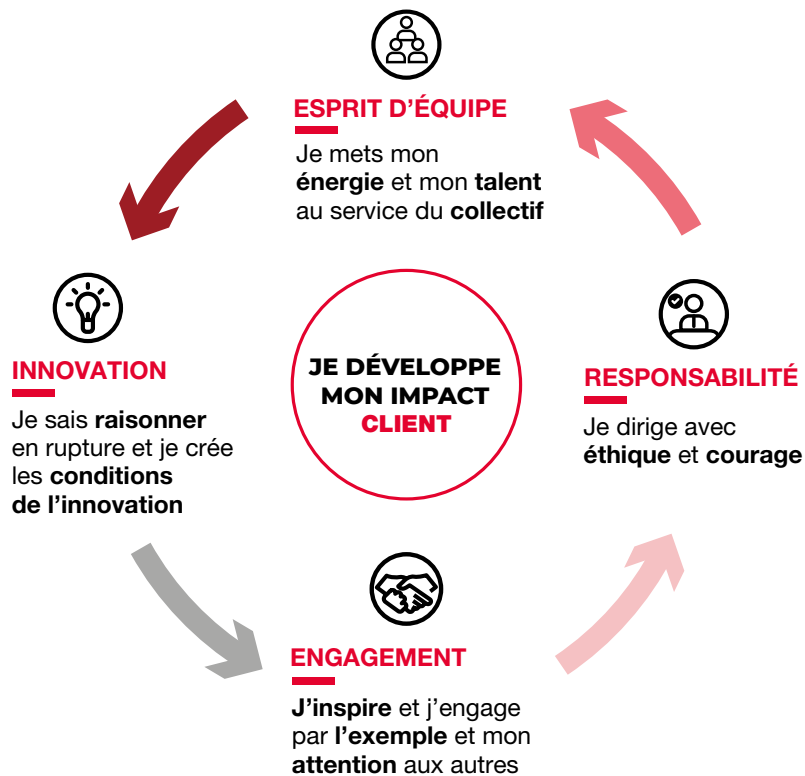 ESPRIT D’ÉQUIPE
Je mets mon
énergie et mon talent
au service du collectif
INNOVATION
Je sais raisonner
en rupture et je crée
les conditions
de l’innovation
JE DÉVELOPPE
MON IMPACT
CLIENT
RESPONSABILITÉ
Je dirige avec
éthique et courage
ENGAGEMENT
J’inspire et j’engage
par l’exemple et mon
attention aux autres